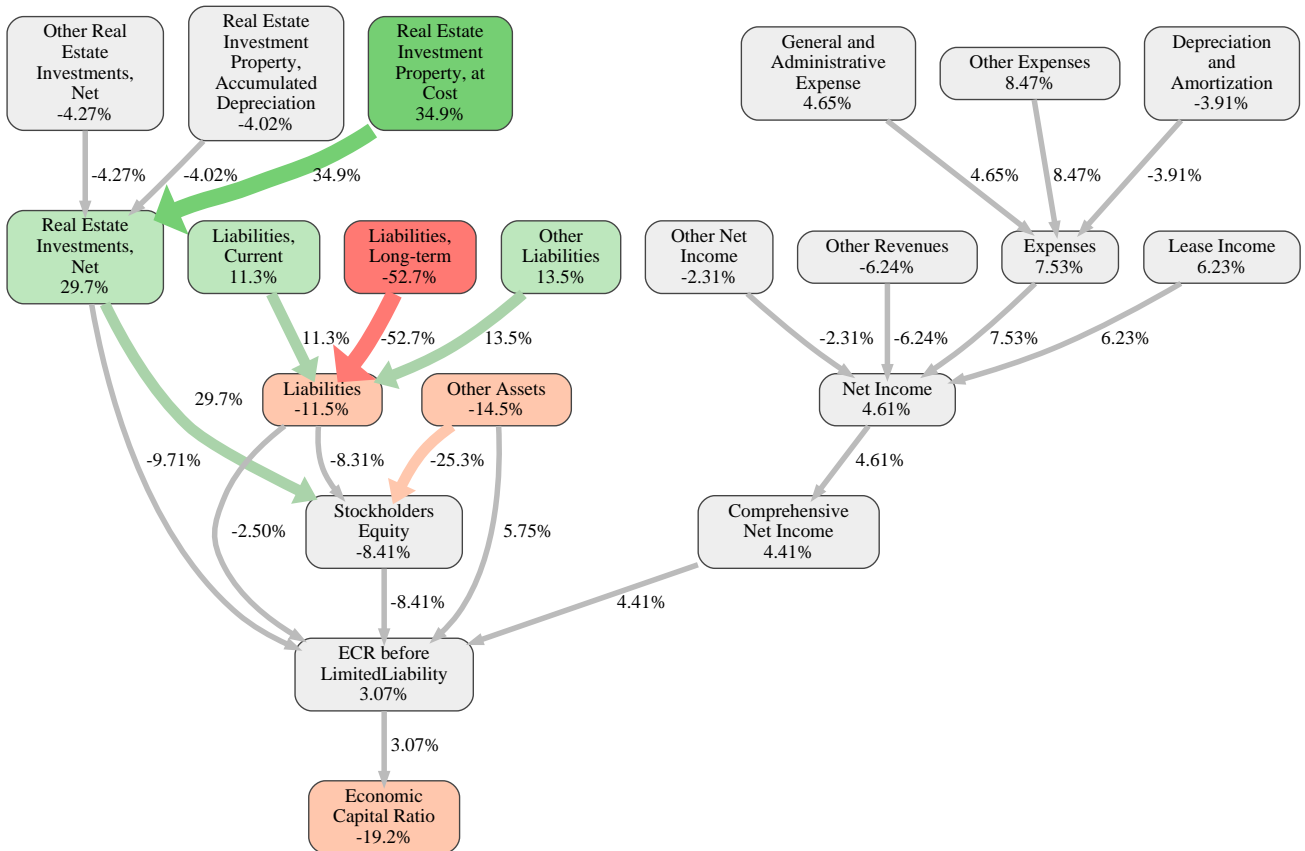 Other Real
Estate
Investments,
Net
-4.27%
Real Estate
Investment
Property,
Accumulated
Depreciation
-4.02%
Real Estate
Investment
Property, at
Cost
34.9%
General and
Administrative
Expense
4.65%
Other Expenses
8.47%
Depreciation
and
Amortization
-3.91%
-4.27%
-4.02%
34.9%
4.65%
8.47%
-3.91%
Real Estate
Investments,
Net
29.7%
Liabilities,
Current
11.3%
Liabilities,
Long-term
-52.7%
Other
Liabilities
13.5%
Other Net
Income
-2.31%
Other Revenues
-6.24%
Expenses
7.53%
Lease Income
6.23%
11.3%
-52.7%
13.5%
-2.31%
-6.24%
7.53%
6.23%
Liabilities
-11.5%
Other Assets
-14.5%
Net Income
4.61%
29.7%
-9.71%
-8.31%
-25.3%
4.61%
-2.50%
5.75%
Stockholders
Equity
-8.41%
Comprehensive
Net Income
4.41%
-8.41%
4.41%
ECR before
LimitedLiability
3.07%
3.07%
Economic
Capital Ratio
-19.2%